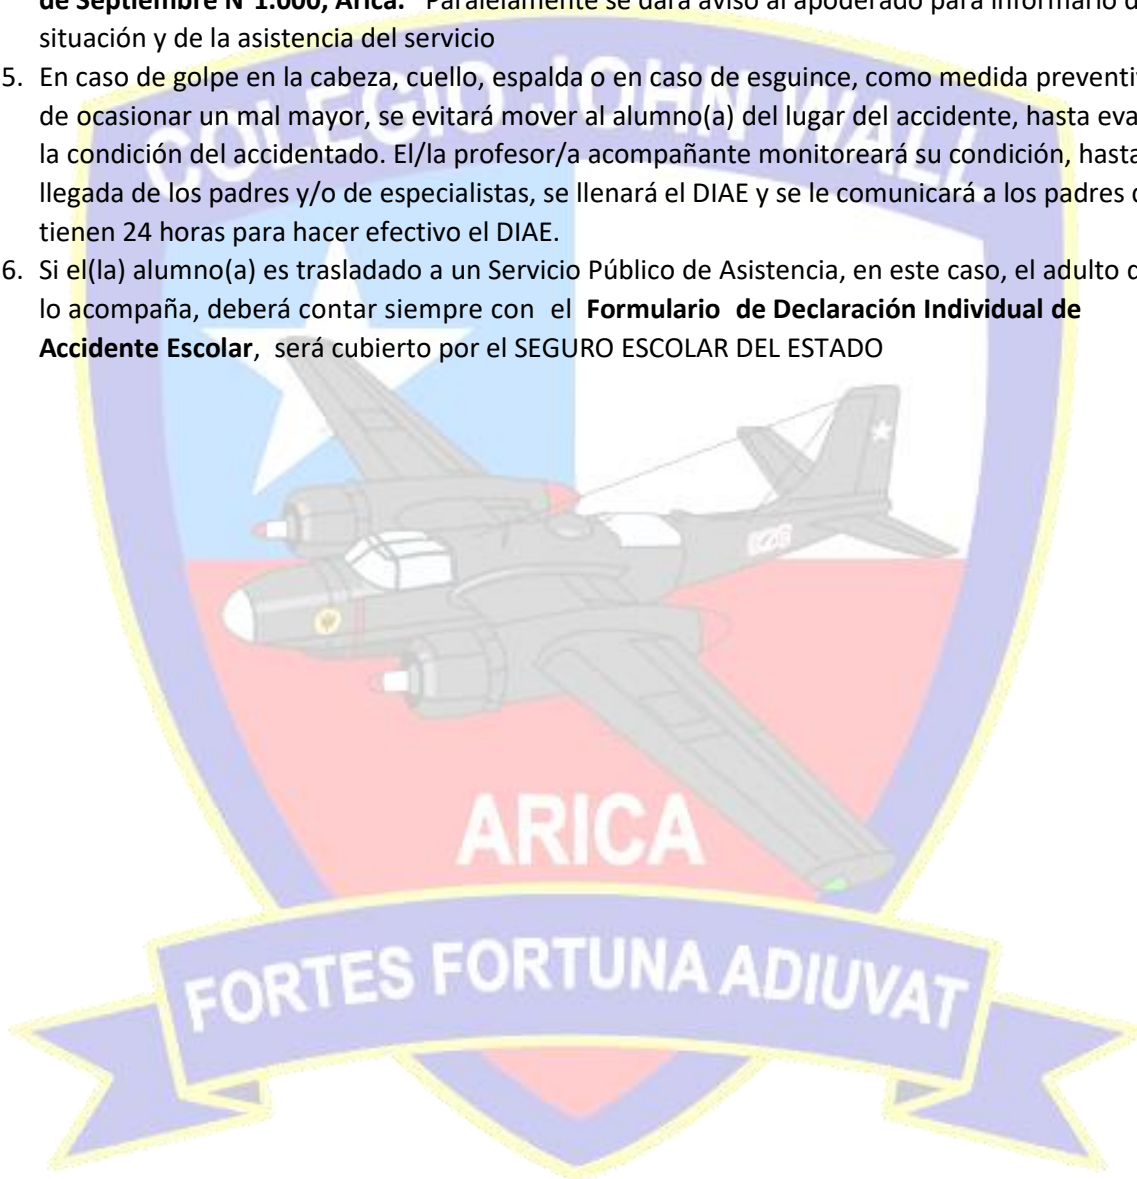 de Septiembre N°1.000, Arica. Paralelamente se dará aviso al apoderado para informarlo d
situación y de la asistencia del servicio
5. En caso de golpe en la cabeza, cuello, espalda o en caso de esguince, como medida preventi
de ocasionar un mal mayor, se evitará mover al alumno(a) del lugar del accidente, hasta eva
la condición del accidentado. El/la profesor/a acompañante monitoreará su condición, hasta
llegada de los padres y/o de especialistas, se llenará el DIAE y se le comunicará a los padres
tienen 24 horas para hacer efectivo el DIAE.
6. Si el(la) alumno(a) es trasladado a un Servicio Público de Asistencia, en este caso, el adulto
lo acompaña, deberá contar siempre con el Formulario de Declaración Individual de
Accidente Escolar, será cubierto por el SEGURO ESCOLAR DEL ESTADO
COLEGIO JOHN WALL
ARICA
FORTES FORTUNA ADIUVAT